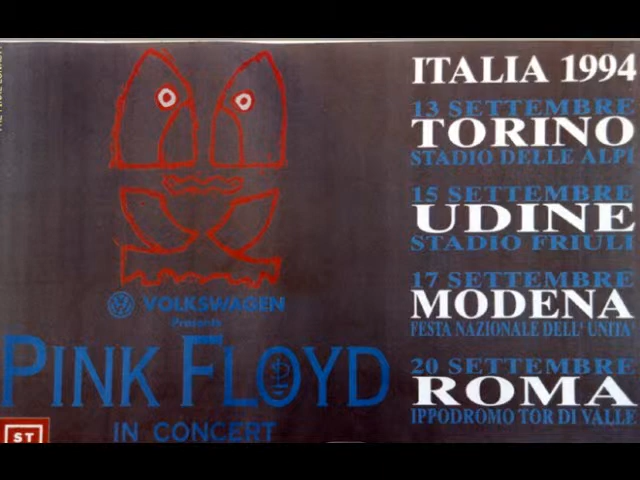 VOLKSWAGEN
Presents
PINK FLOYD
IN CONCERT
ST
ITALIA 1994
13 SETTEMBRE
TORINO
STADIO DELLE ALPI
15 SETTEMBRE
UDINE
STADIO FRIULI
17 SETTEMBRE
MODENA
FESTA NAZIONALE DELL' UNITA'
20 SETTEMBRE
ROMA
IPPODROMO TOR DI VALLE